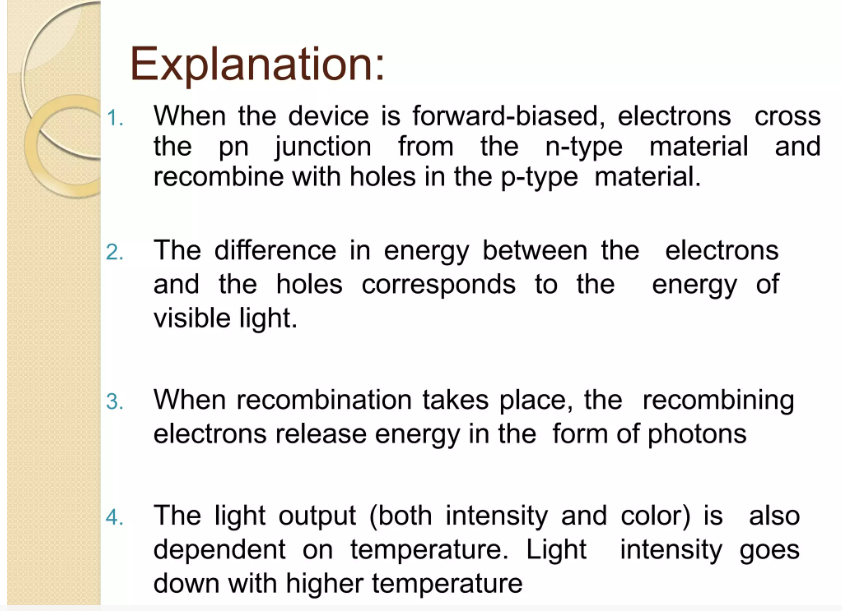 Explanation:
1. When the device is forward-biased, electrons cross
the pn junction from the n-type material and
recombine with holes in the p-type material.
2. The difference in energy between the electrons
and the holes corresponds to the energy of
visible light.
3. When recombination takes place, the recombining
electrons release energy in the form of photons
4. The light output (both intensity and color) is also
dependent on temperature. Light intensity goes
down with higher temperature